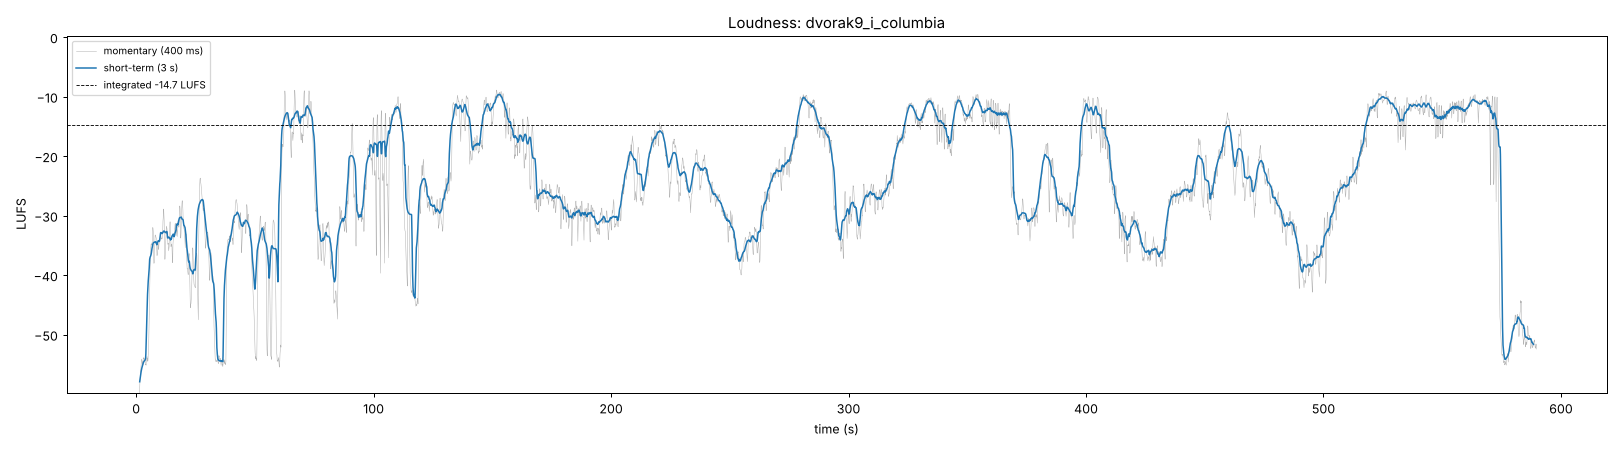 Loudness: dvorak9_i_columbia
momentary (400 ms)
short-term (3 s)
integrated -14.7 LUFS
0
−10
−20
−30
−40
−50
LUFS
0
100
200
300
400
500
600
time (s)